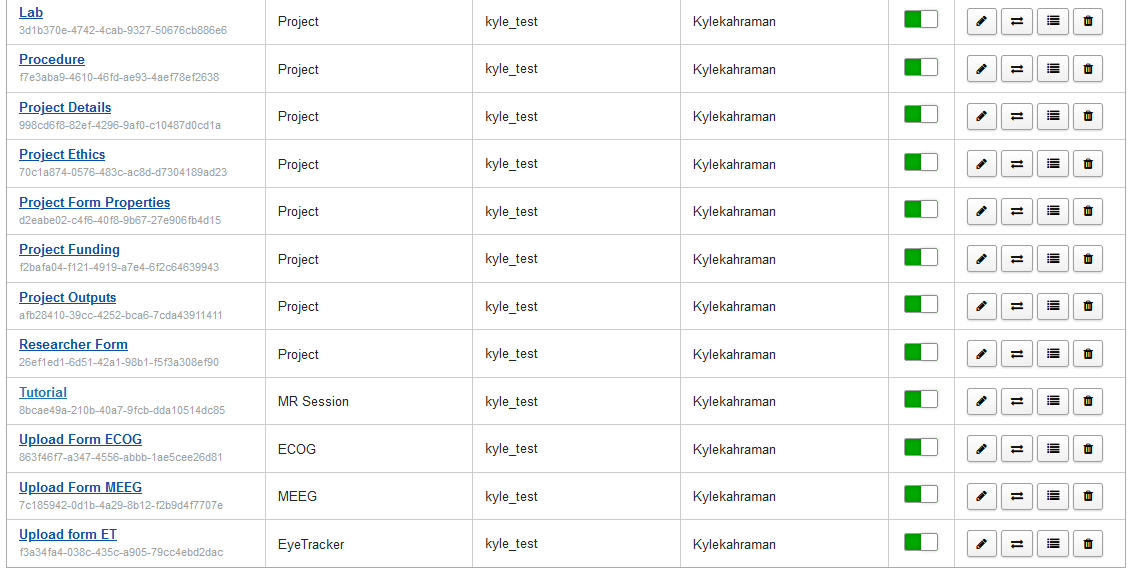 Lab
3d1b370e-4742-4cab-9327-50676cb886e6
Project
kyle_test
Kylekahraman
Procedure
f7e3aba9-4610-46fd-ae93-4aef78ef2638
Project
kyle_test
Kylekahraman
Project Details
998cd6f8-82ef-4296-9af0-c10487d0cd1a
Project
kyle_test
Kylekahraman
Project Ethics
70c1a874-0576-483c-ac8d-d7304189ad23
Project
kyle_test
Kylekahraman
Project Form Properties
d2eabe02-c4f6-40f8-9b67-27e906fb4d15
Project
kyle_test
Kylekahraman
Project Funding
f2bafa04-f121-4919-a7e4-6f2c64639943
Project
kyle_test
Kylekahraman
Project Outputs
afb28410-39cc-4252-bca6-7cda43911411
Project
kyle_test
Kylekahraman
Researcher Form
26ef1ed1-6d51-42a1-98b1-f5f3a308ef90
Project
kyle_test
Kylekahraman
Tutorial
8bcae49a-210b-40a7-9fcb-dda10514dc85
MR Session
kyle_test
Kylekahraman
Upload Form ECOG
863f46f7-a347-4556-abbb-1ae5cee26d81
ECOG
kyle_test
Kylekahraman
Upload Form MEEG
7c185942-0d1b-4a29-8b12-f2b9d4f7707e
MEEG
kyle_test
Kylekahraman
Upload form ET
f3a34fa4-038c-435c-a905-79cc4ebd2dac
EyeTracker
kyle_test
Kylekahraman